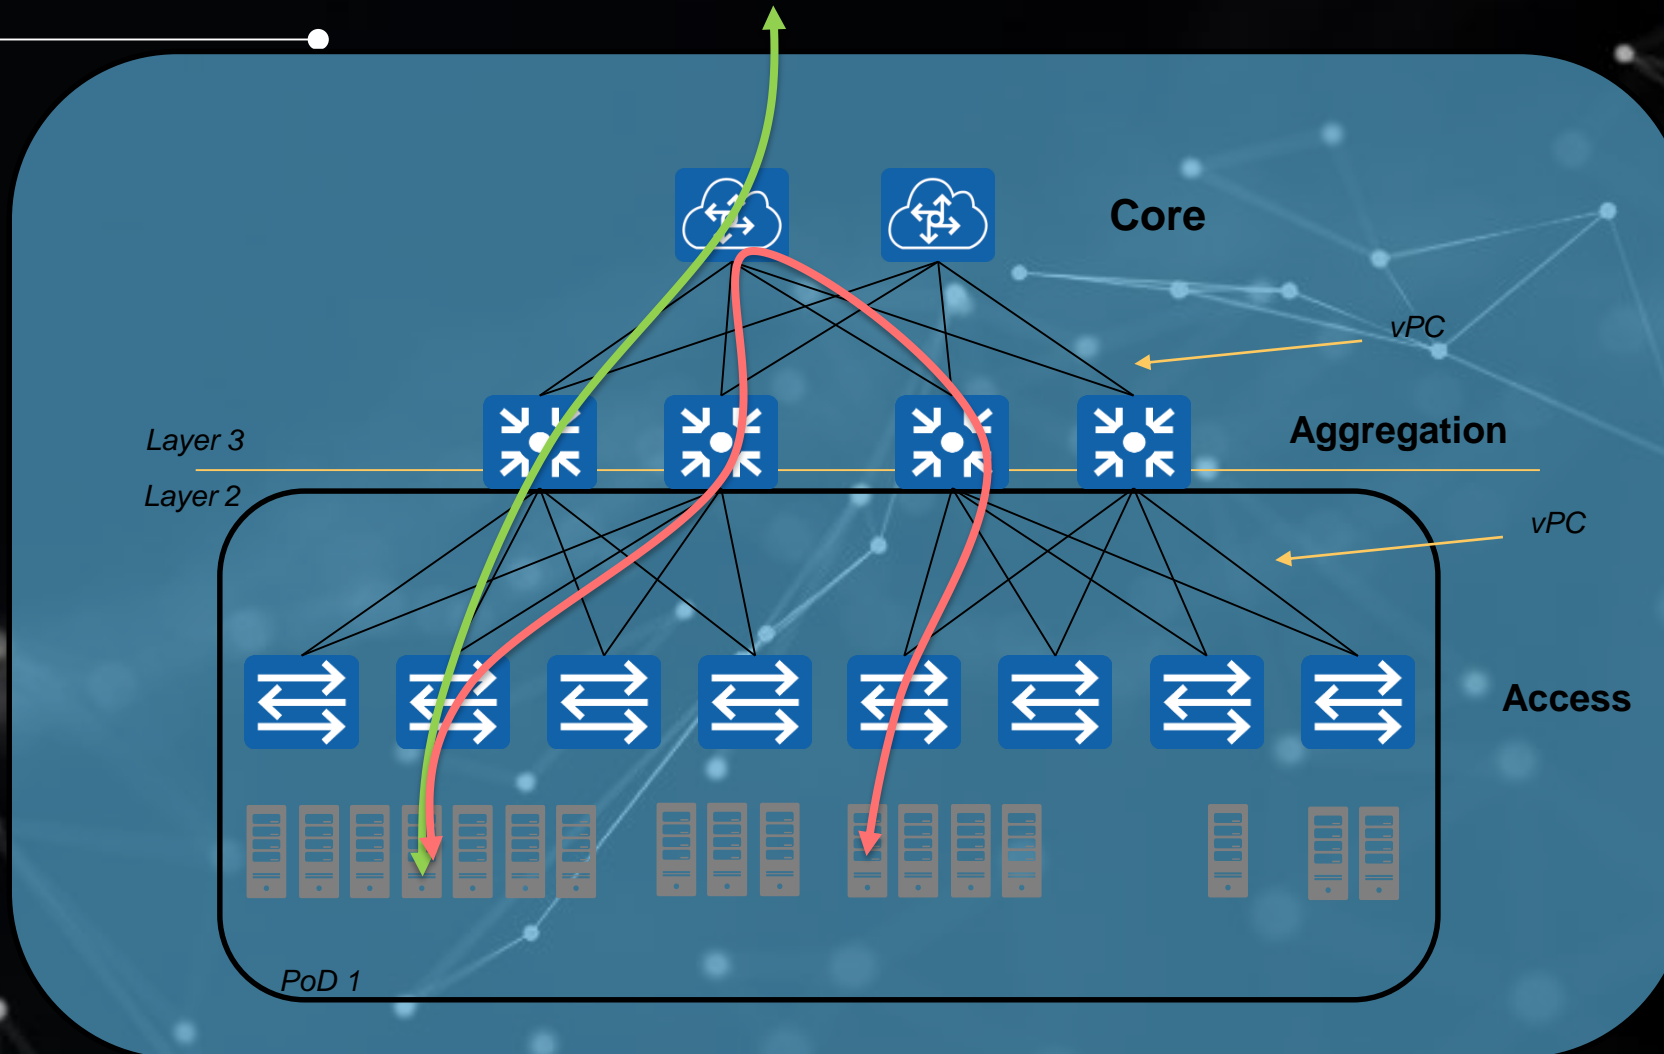 Core
vPC
Aggregation
Layer 3
Layer 2
vPC
Access
PoD 1